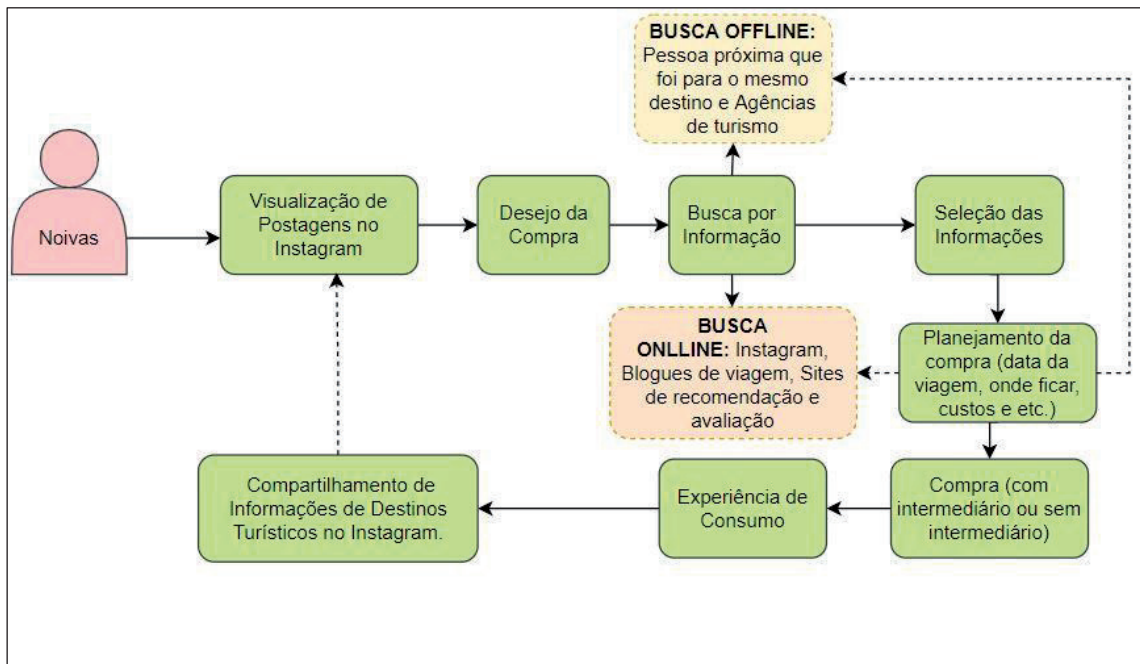 BUSCA OFFLINE:
Pessoa próxima que
foi para o mesmo
destino e Agências
de turismo
Noivas
Visualização de
Postagens no
Instagram
Desejo da
Compra
Busca por
Informação
Seleção das
Informações
BUSCA
ONLLINE: Instagram,
Blogues de viagem, Sites
de recomendação e
avaliação
Planejamento da
compra (data da
viagem, onde ficar,
custos e etc.)
Compartilhamento de
Informações de Destinos
Turísticos no Instagram.
Experiência de
Consumo
Compra (com
intermediário ou sem
intermediário)